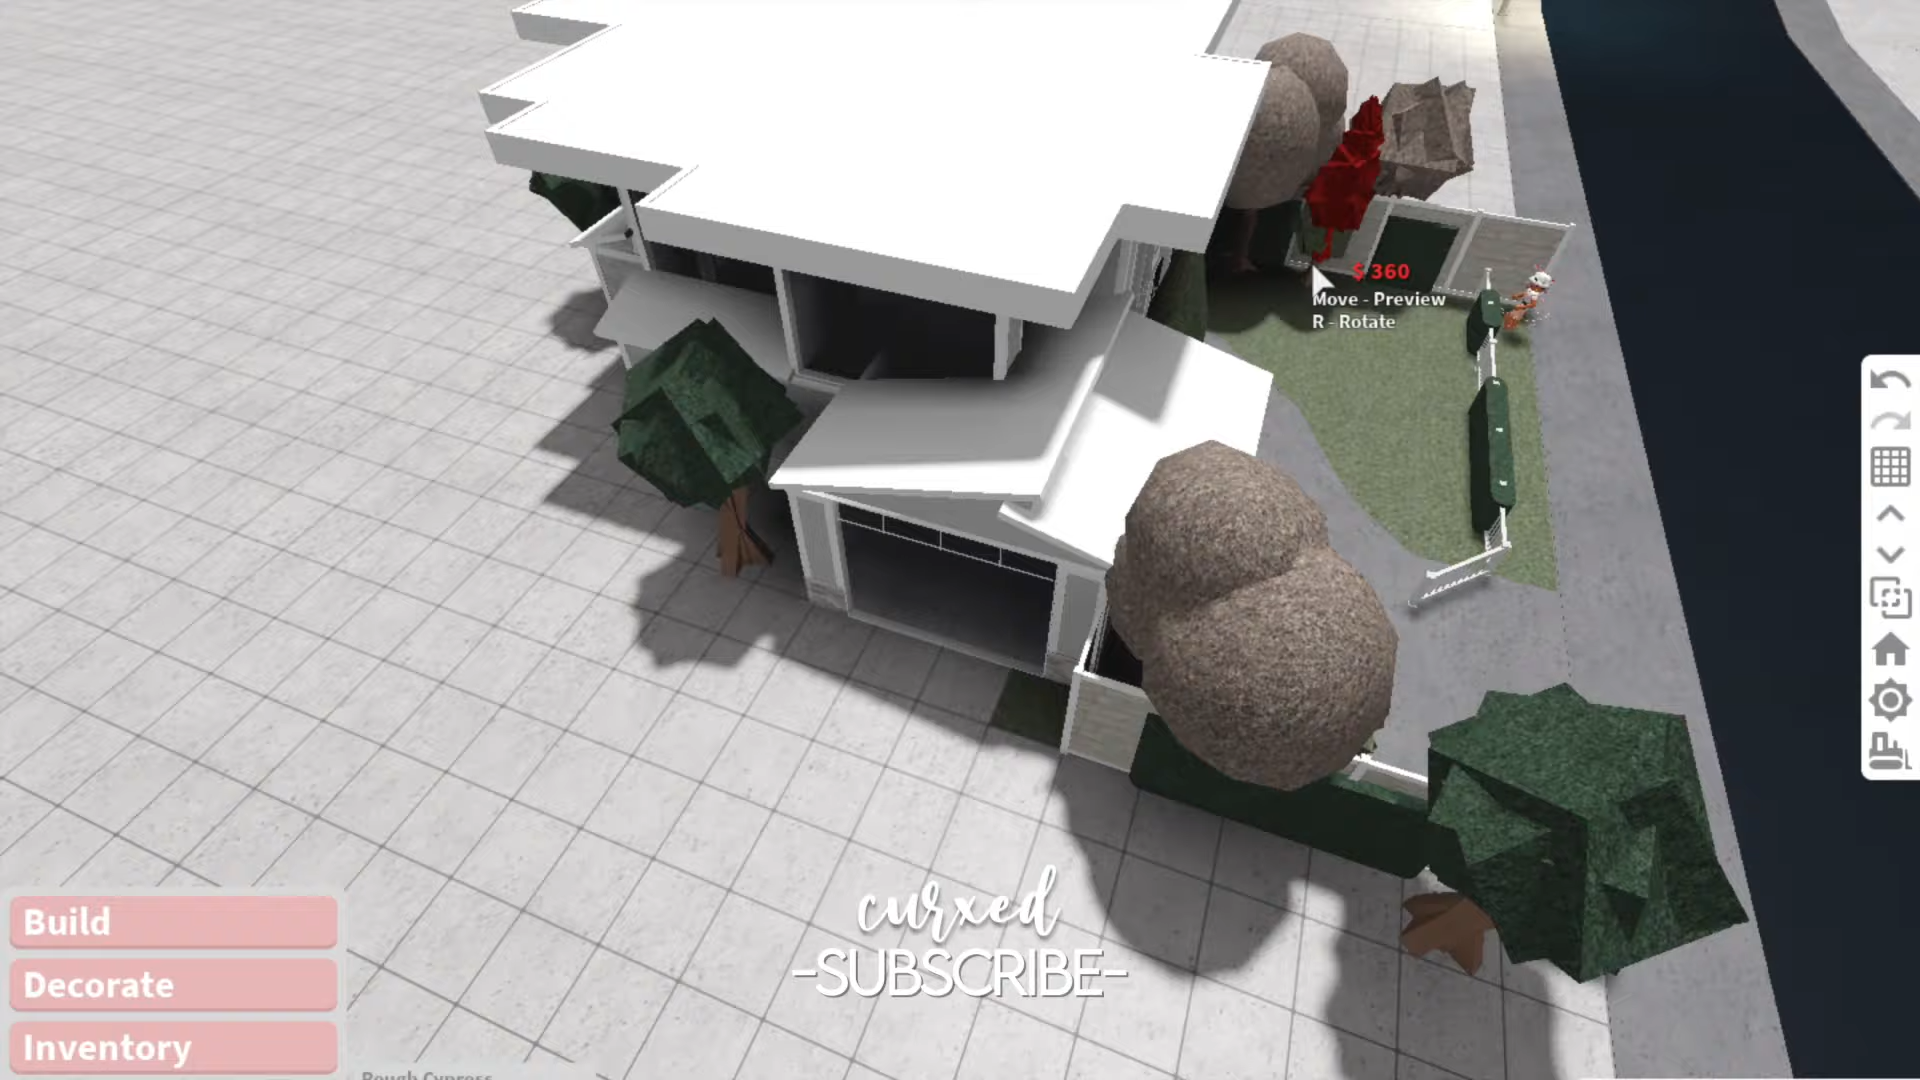 $ 360
Move - Preview
R - Rotate
curxed
-SUBSCRIBE-
Build
Decorate
Inventory
Rough Cypress